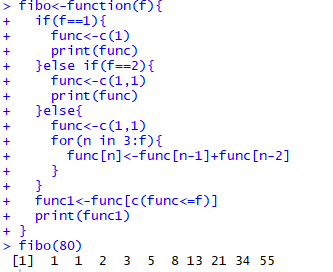 > fibo<-function(f){
+   if(f==1){
+     func<-c(1)
+     print(func)
+   }else if(f==2){
+     func<-c(1,1)
+     print(func)
+   }else{
+     func<-c(1,1)
+     for(n in 3:f){
+       func[n]<-func[n-1]+func[n-2]
+     }
+   }
+   func1<-func[c(func<=f)]
+   print(func1)
+ }
> fibo(80)
 [1]  1  1  2  3  5  8 13 21 34 55